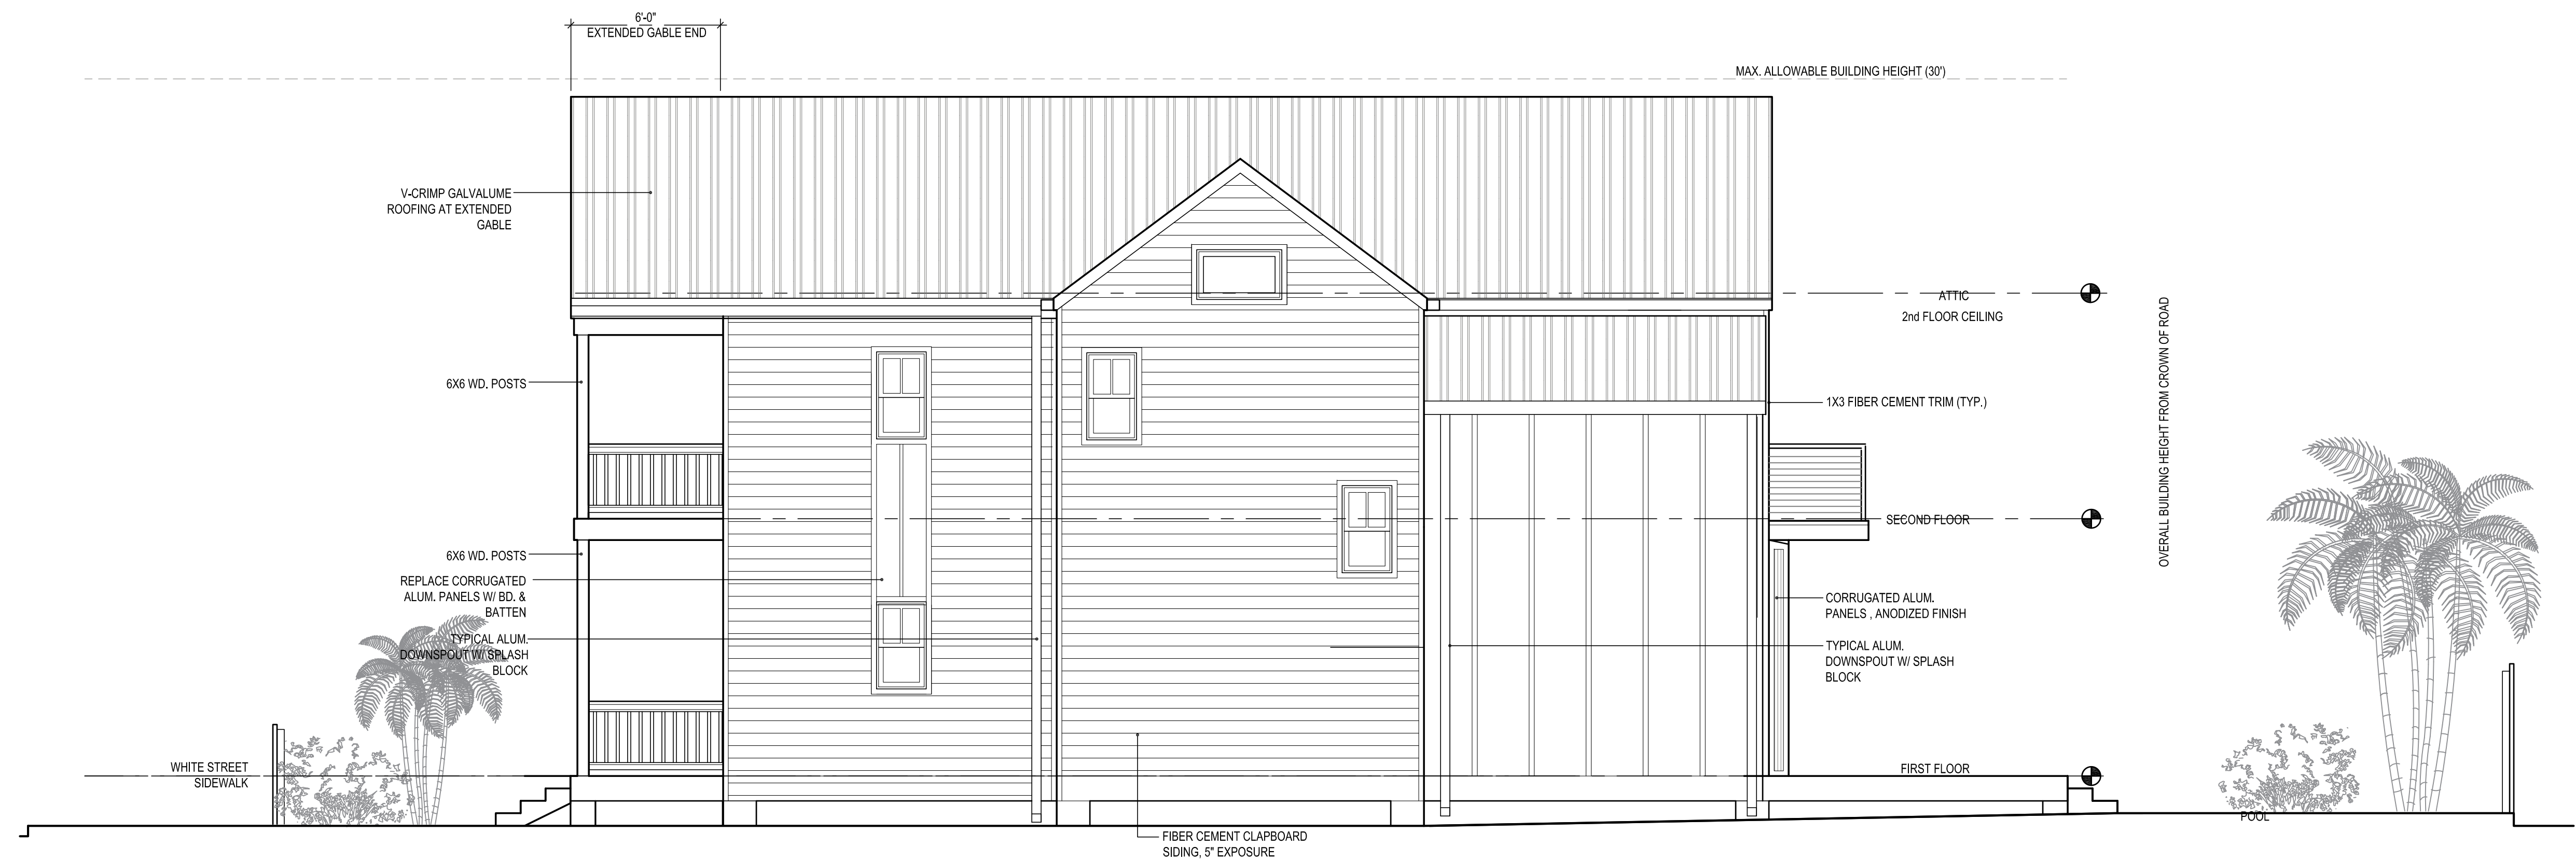 6'-0"
EXTENDED GABLE END
MAX. ALLOWABLE BUILDING HEIGHT (30')
V-CRIMP GALVALUME
ROOFING AT EXTENDED
GABLE
ATTIC
2nd FLOOR CEILING
OVERALL BUILDING HEIGHT FROM CROWN OF ROAD
6X6 WD. POSTS
1X3 FIBER CEMENT TRIM (TYP.)
SECOND FLOOR
6X6 WD. POSTS
REPLACE CORRUGATED
ALUM. PANELS W/ BD. &
BATTEN
CORRUGATED ALUM.
PANELS , ANODIZED FINISH
TYPICAL ALUM.
DOWNSPOUT W/ SPLASH
BLOCK
TYPICAL ALUM.
DOWNSPOUT W/ SPLASH
BLOCK
WHITE STREET
SIDEWALK
FIRST FLOOR
POOL
FIBER CEMENT CLAPBOARD
SIDING, 5" EXPOSURE